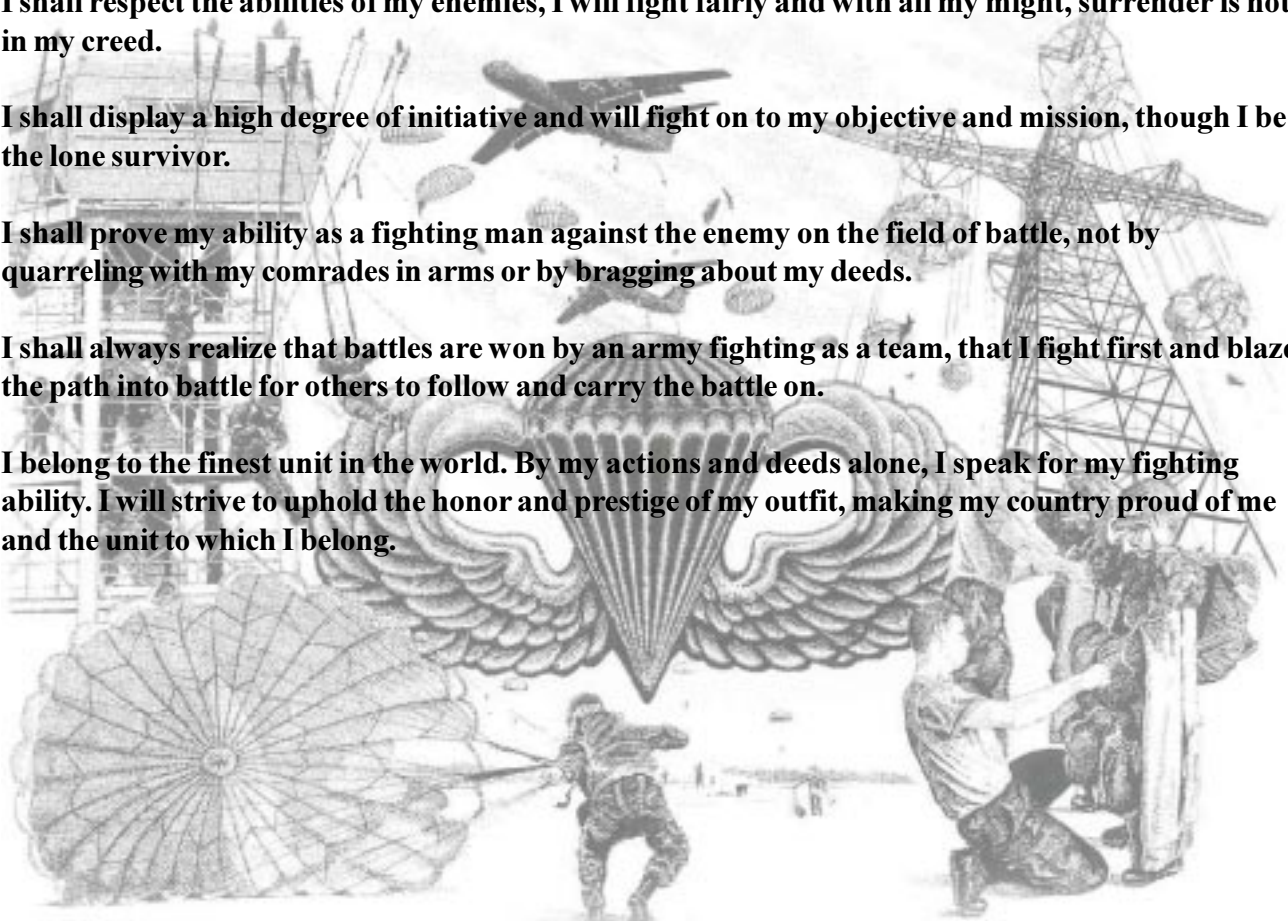 I shall respect the abilities of my enemies, I will fight fairly and with all my might, surrender is not
in my creed.
I shall display a high degree of initiative and will fight on to my objective and mission, though I be
the lone survivor.
I shall prove my ability as a fighting man against the enemy on the field of battle, not by
quarreling with my comrades in arms or by bragging about my deeds.
I shall always realize that battles are won by an army fighting as a team, that I fight first and blaze
the path into battle for others to follow and carry the battle on.
I belong to the finest unit in the world. By my actions and deeds alone, I speak for my fighting
ability. I will strive to uphold the honor and prestige of my outfit, making my country proud of me
and the unit to which I belong.